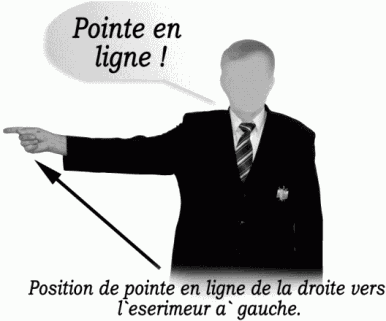 Pointe en
ligne !
Position de pointe en ligne de la droite vers
l`eserimeur a` gauche.